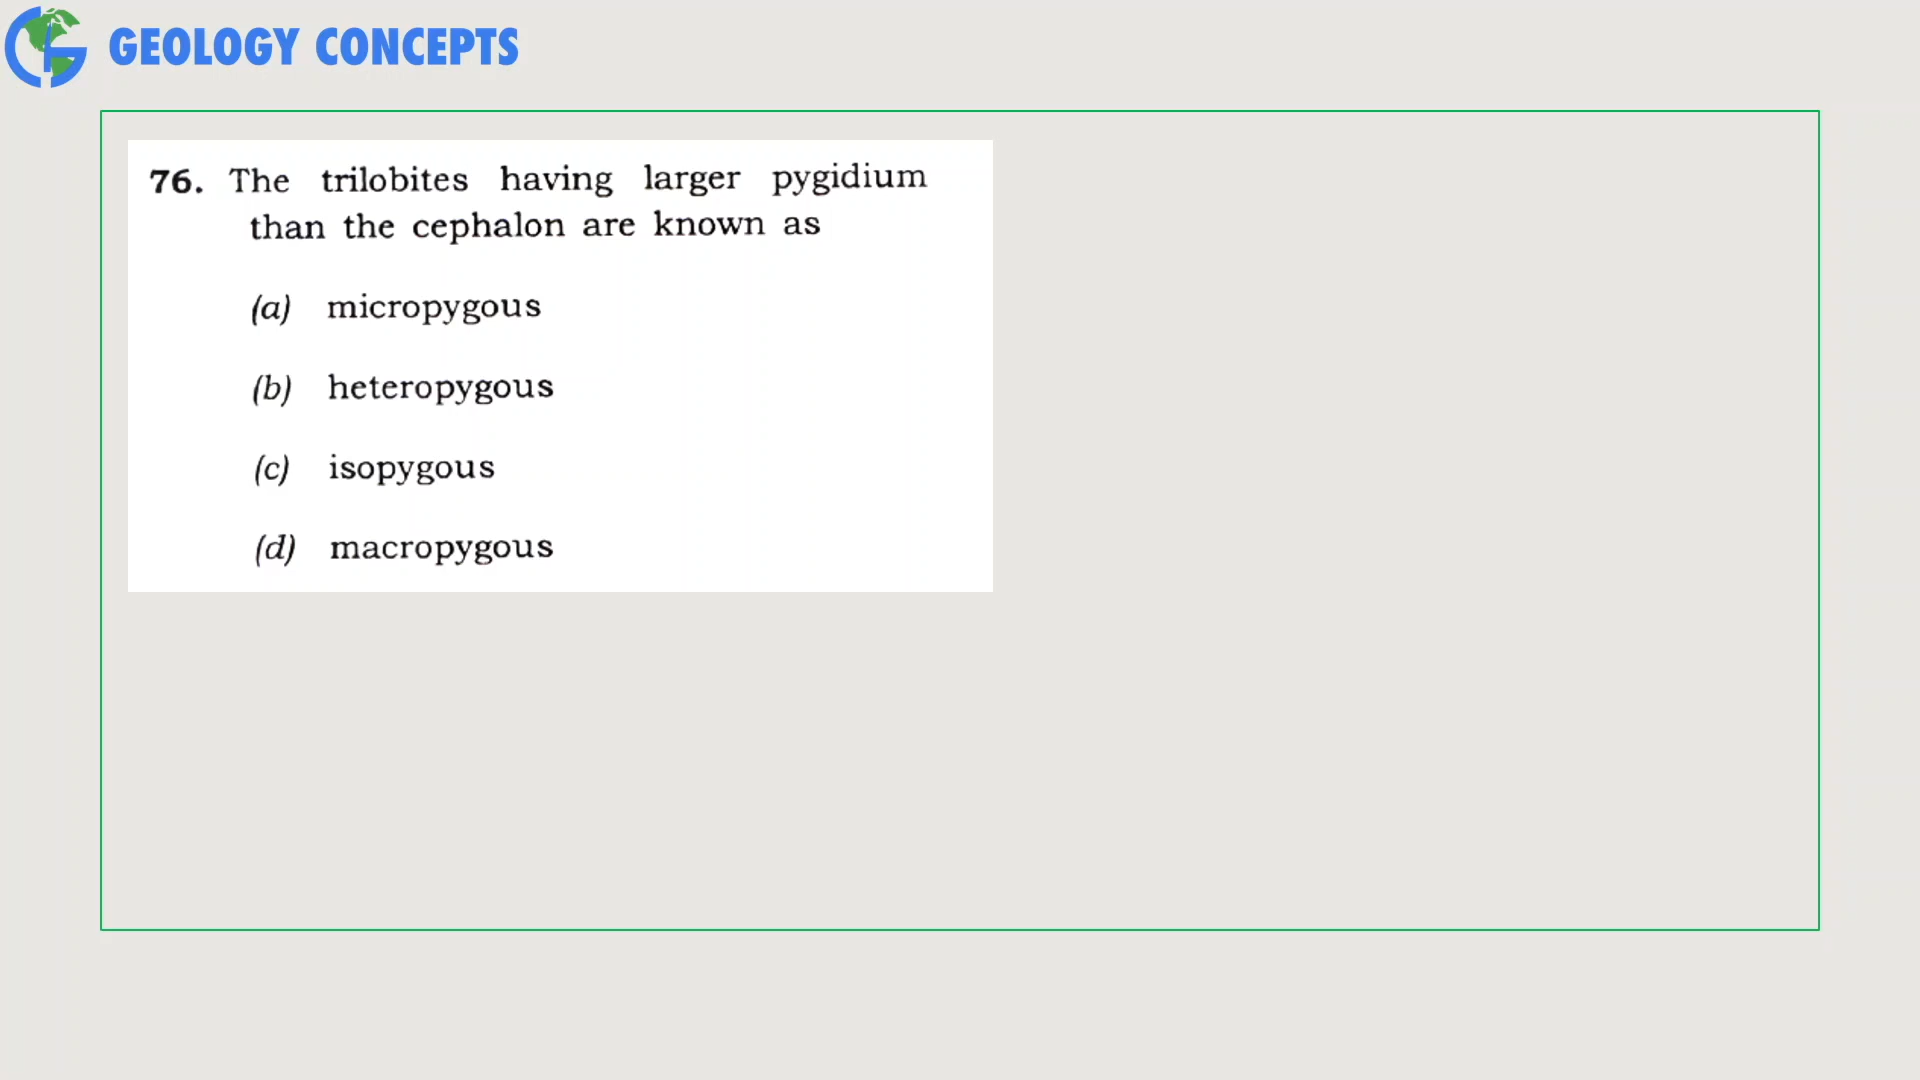 GEOLOGY CONCEPTS
76. The trilobites having larger pygidium
than the cephalon are known as
(a) micropygous
(b) heteropygous
(c) isopygous
(d) macropygous